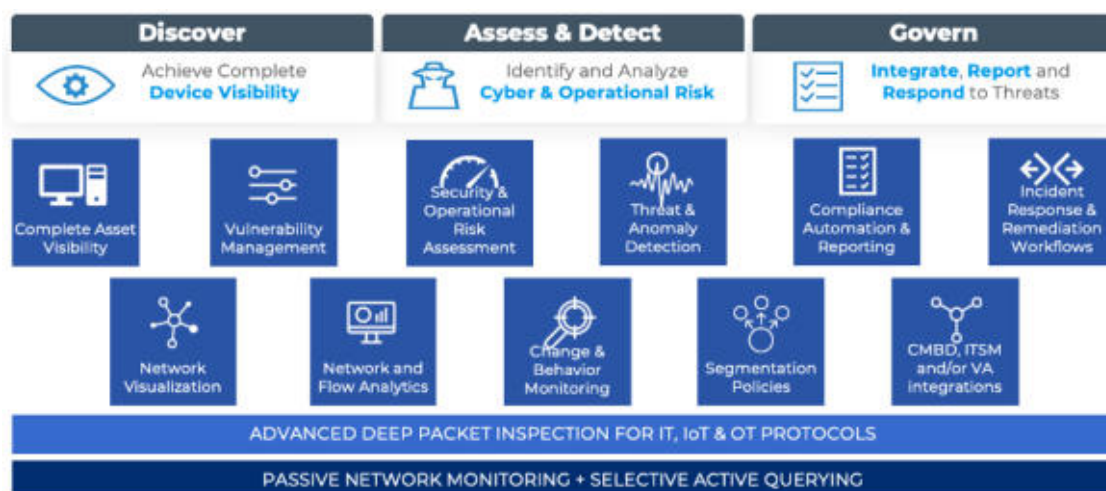 Discover
Achieve Complete
Device Visibility
Assess & Detect
Identify and Analyze
Cyber & Operational Risk
Govern
Integrate, Report and
Respond to Threats
Complete Asset
Visibility
Vulnerability
Management
Security &
Operational
Risk
Assessment
Threat &
Anomaly
Detection
Compliance
Automation &
Reporting
Incident
Response &
Remediation
Workflows
Network
Visualization
Network and
Flow Analytics
Change &
Behavior
Monitoring
Segmentation
Policies
CMBD, ITSM
and/or VA
integrations
ADVANCED DEEP PACKET INSPECTION FOR IT, IoT & OT PROTOCOLS
PASSIVE NETWORK MONITORING + SELECTIVE ACTIVE QUERYING